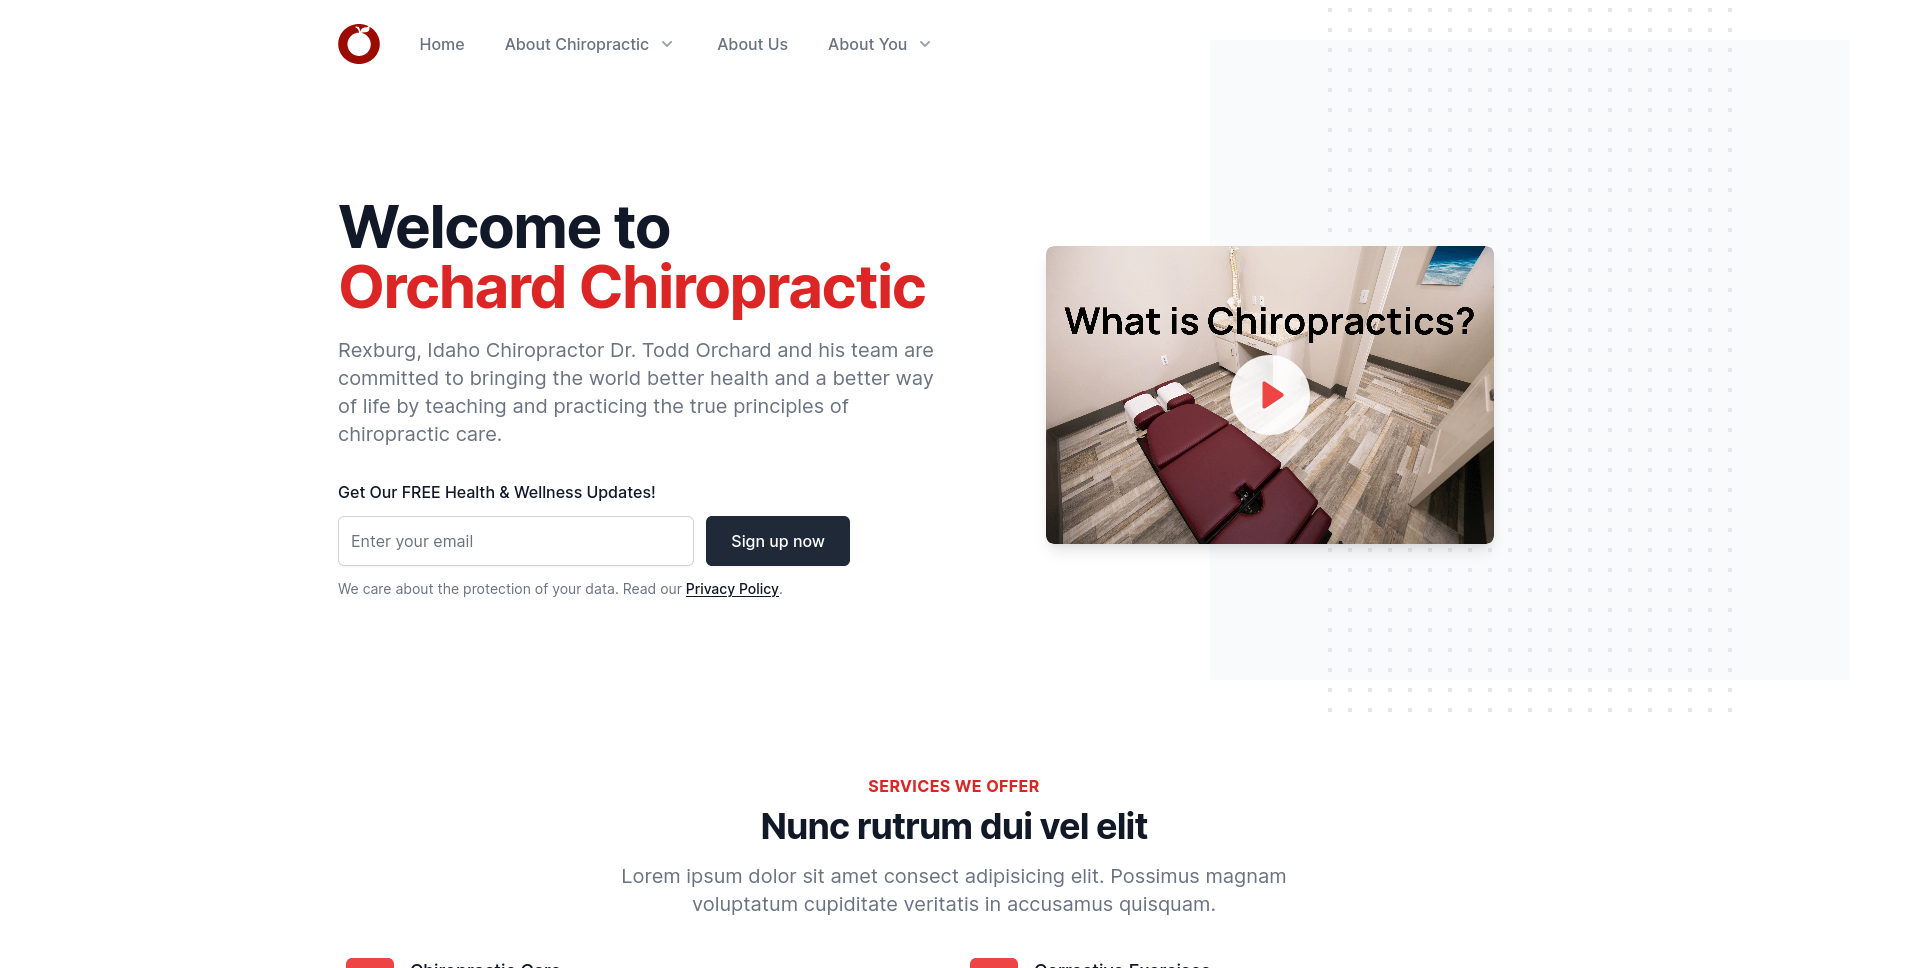 Home
About Chiropractic
About Us
About You
Welcome to
Orchard Chiropractic
Rexburg, Idaho Chiropractor Dr. Todd Orchard and his team are
committed to bringing the world better health and a better way
of life by teaching and practicing the true principles of
chiropractic care.
Get Our FREE Health & Wellness Updates!
Enter your email
Sign up now
We care about the protection of your data. Read our Privacy Policy.
What is Chiropractics?
SERVICES WE OFFER
Nunc rutrum dui vel elit
Lorem ipsum dolor sit amet consect adipisicing elit. Possimus magnam
voluptatum cupiditate veritatis in accusamus quisquam.
Chiropractic Care
Corrective Exercises